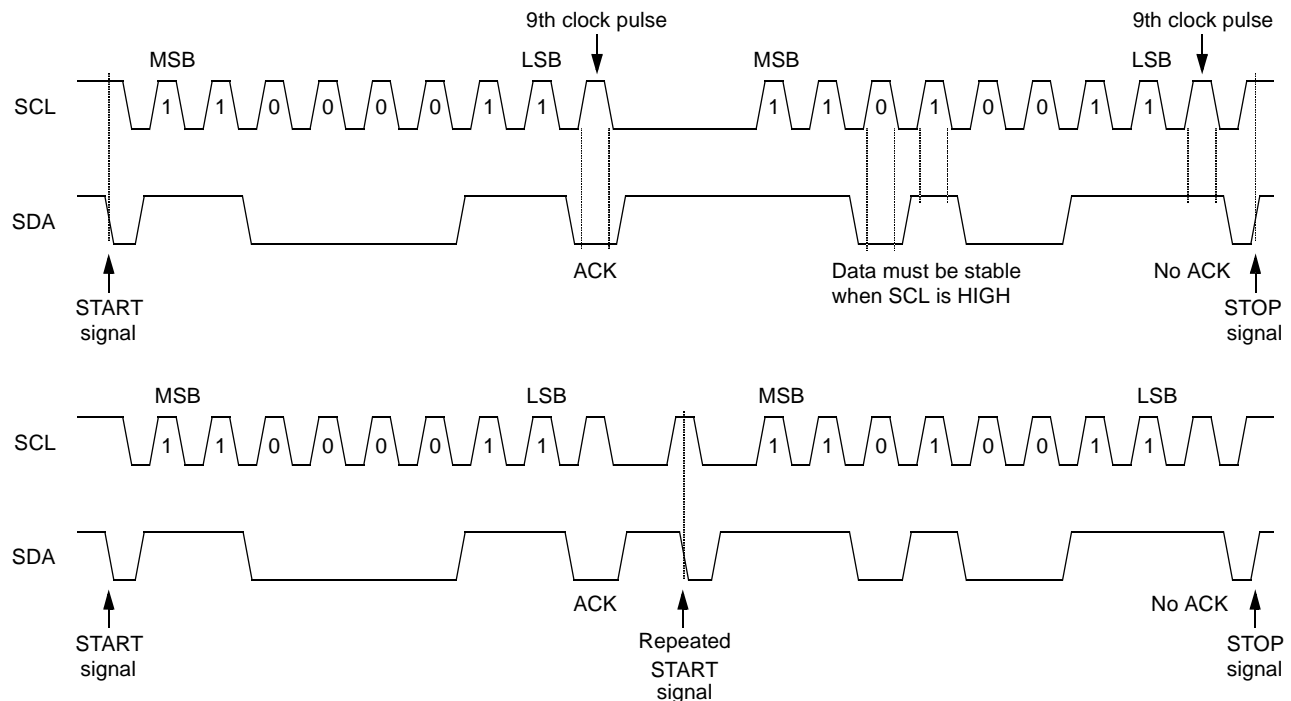 9th clock pulse 9th clock pulse
MSB LSB MSB LSB
SCL 1 1 0 0 0 0 1 1 1 1 0 1 0 0 1 1
SDA
ACK Data must be stable No ACK
when SCL is HIGH
START STOP
signal signal
MSB LSB MSB LSB
SCL 1 1 0 0 0 0 1 1 1 1 0 1 0 0 1 1
SDA
ACK No ACK
START Repeated STOP
signal START signal
signal